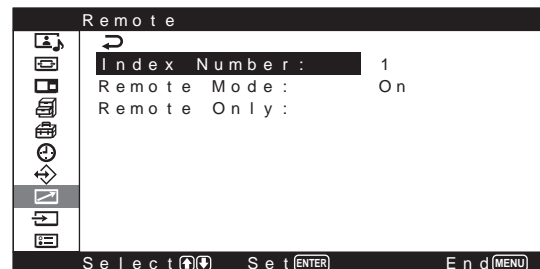 Remote
Index Number: 1
Remote Mode: On
Remote Only:
Select Set ENTER End MENU